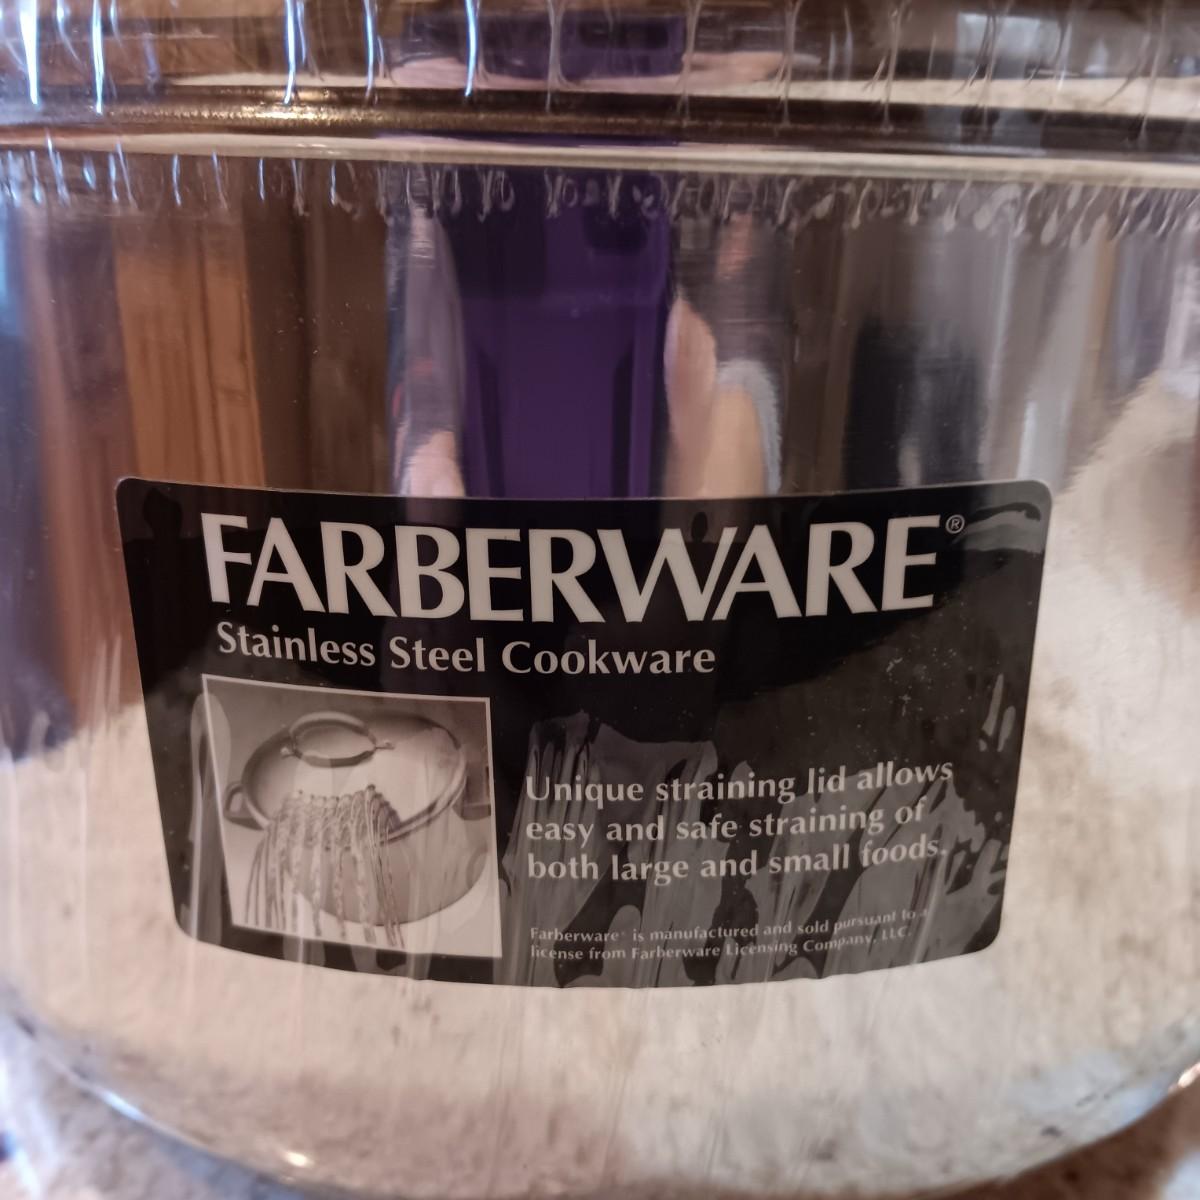 FARBERWARE®
Stainless Steel Cookware
Unique straining lid allows
easy and safe straining of
both large and small foods.
Farberware® is manufactured and sold pursuant to a
license from Farberware Licensing Company, LLC.